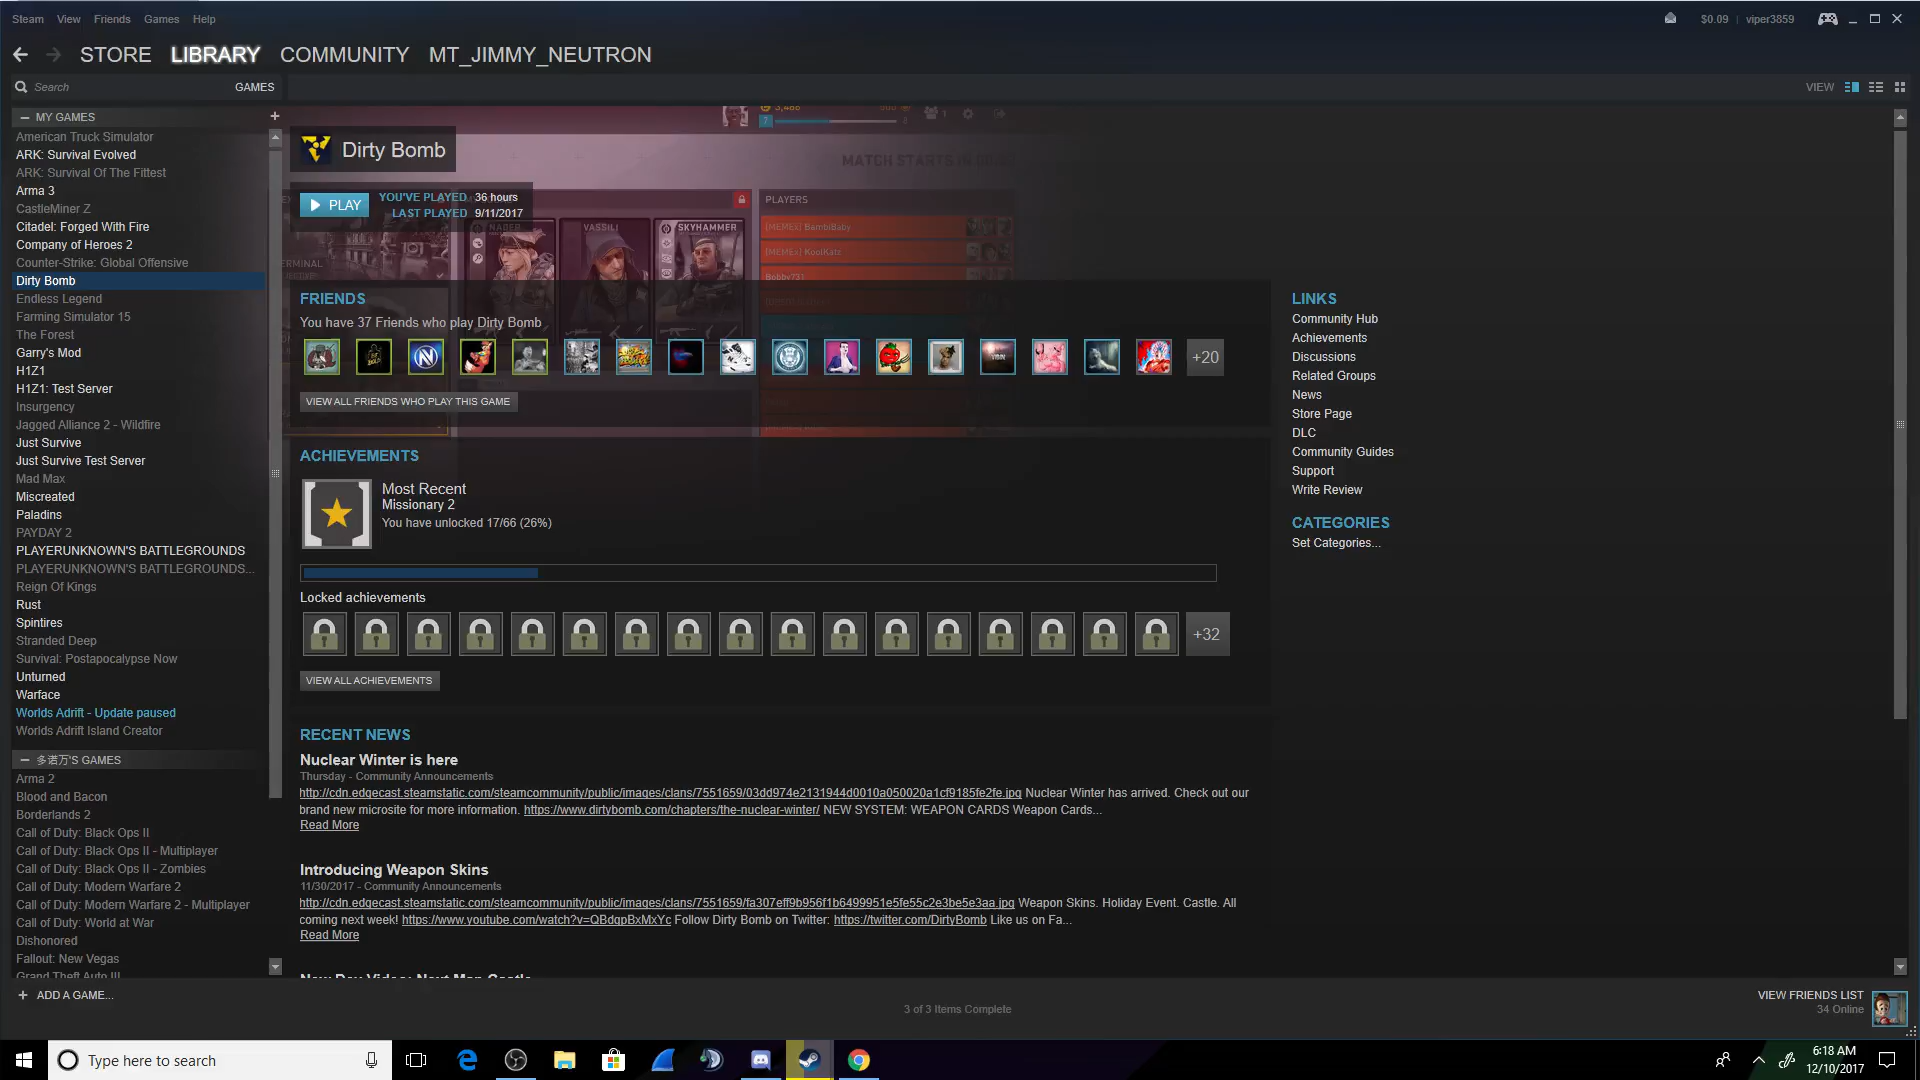 Steam View Friends Games Help
$0.09 | viper3859
STORE LIBRARY COMMUNITY MT_JIMMY_NEUTRON
Search GAMES
VIEW
— MY GAMES +
American Truck Simulator
ARK: Survival Evolved
ARK: Survival Of The Fittest
Arma 3
CastleMiner Z
Citadel: Forged With Fire
Company of Heroes 2
Counter-Strike: Global Offensive
Dirty Bomb
Endless Legend
Farming Simulator 15
The Forest
Garry's Mod
H1Z1
H1Z1: Test Server
Insurgency
Jagged Alliance 2 - Wildfire
Just Survive
Just Survive Test Server
Mad Max
Miscreated
Paladins
PAYDAY 2
PLAYERUNKNOWN'S BATTLEGROUNDS
PLAYERUNKNOWN'S BATTLEGROUNDS...
Reign Of Kings
Rust
Spintires
Stranded Deep
Survival: Postapocalypse Now
Unturned
Warface
Worlds Adrift - Update paused
Worlds Adrift Island Creator
— 多诺万'S GAMES
Arma 2
Blood and Bacon
Borderlands 2
Call of Duty: Black Ops II
Call of Duty: Black Ops II - Multiplayer
Call of Duty: Black Ops II - Zombies
Call of Duty: Modern Warfare 2
Call of Duty: Modern Warfare 2 - Multiplayer
Call of Duty: World at War
Dishonored
Fallout: New Vegas
Grand Theft Auto III
+ ADD A GAME...
Dirty Bomb
MATCH STARTS IN
PLAY
YOU'VE PLAYED 36 hours
LAST PLAYED 9/11/2017
VASSILI
SKYHAMMER
PLAYERS
[MEMEx] BambiBaby
[MEMEx] KoolKatz
Bobby731
FRIENDS
You have 37 Friends who play Dirty Bomb
+20
VIEW ALL FRIENDS WHO PLAY THIS GAME
ACHIEVEMENTS
Most Recent
Missionary 2
You have unlocked 17/66 (26%)
Locked achievements
+32
VIEW ALL ACHIEVEMENTS
RECENT NEWS
Nuclear Winter is here
Thursday - Community Announcements
http://cdn.edgecast.steamstatic.com/steamcommunity/public/images/clans/7551659/03dd974e2131944d0010a050020a1cf9185fe2fe.jpg Nuclear Winter has arrived. Check out our
brand new microsite for more information. https://www.dirtybomb.com/chapters/the-nuclear-winter/ NEW SYSTEM: WEAPON CARDS Weapon Cards...
Read More
Introducing Weapon Skins
11/30/2017 - Community Announcements
http://cdn.edgecast.steamstatic.com/steamcommunity/public/images/clans/7551659/fa307eff9b956f1b6499951e5fe55c2e3be5e3aa.jpg Weapon Skins. Holiday Event. Castle. All
coming next week! https://www.youtube.com/watch?v=QBdqpBxMxYc Follow Dirty Bomb on Twitter: https://twitter.com/DirtyBomb Like us on Fa...
Read More
LINKS
Community Hub
Achievements
Discussions
Related Groups
News
Store Page
DLC
Community Guides
Support
Write Review
CATEGORIES
Set Categories...
3 of 3 Items Complete
VIEW FRIENDS LIST
34 Online
Type here to search
6:18 AM
12/10/2017